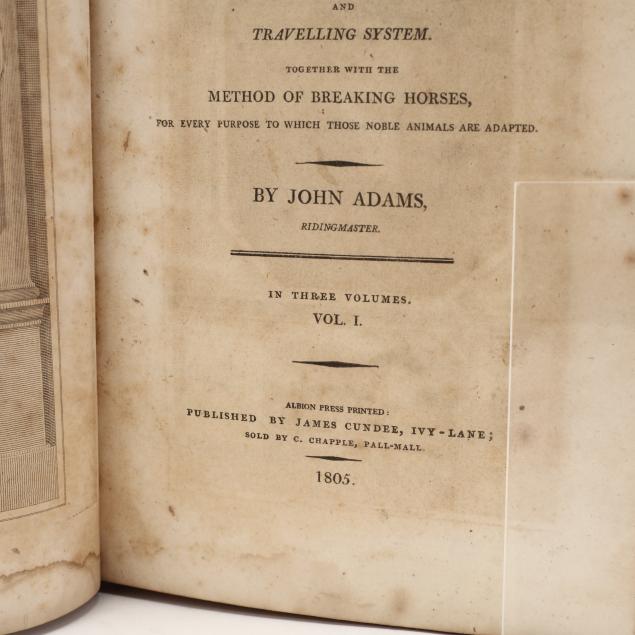 AND
TRAVELLING SYSTEM.
TOGETHER WITH THE
METHOD OF BREAKING HORSES,
FOR EVERY PURPOSE TO WHICH THOSE NOBLE ANIMALS ARE ADAPTED.
BY JOHN ADAMS,
RIDINGMASTER.
IN THREE VOLUMES.
VOL. I.
ALBION PRESS PRINTED:
PUBLISHED BY JAMES CUNDEE, IVY-LANE;
SOLD BY C. CHAPPLE, PALL-MALL.
1805.